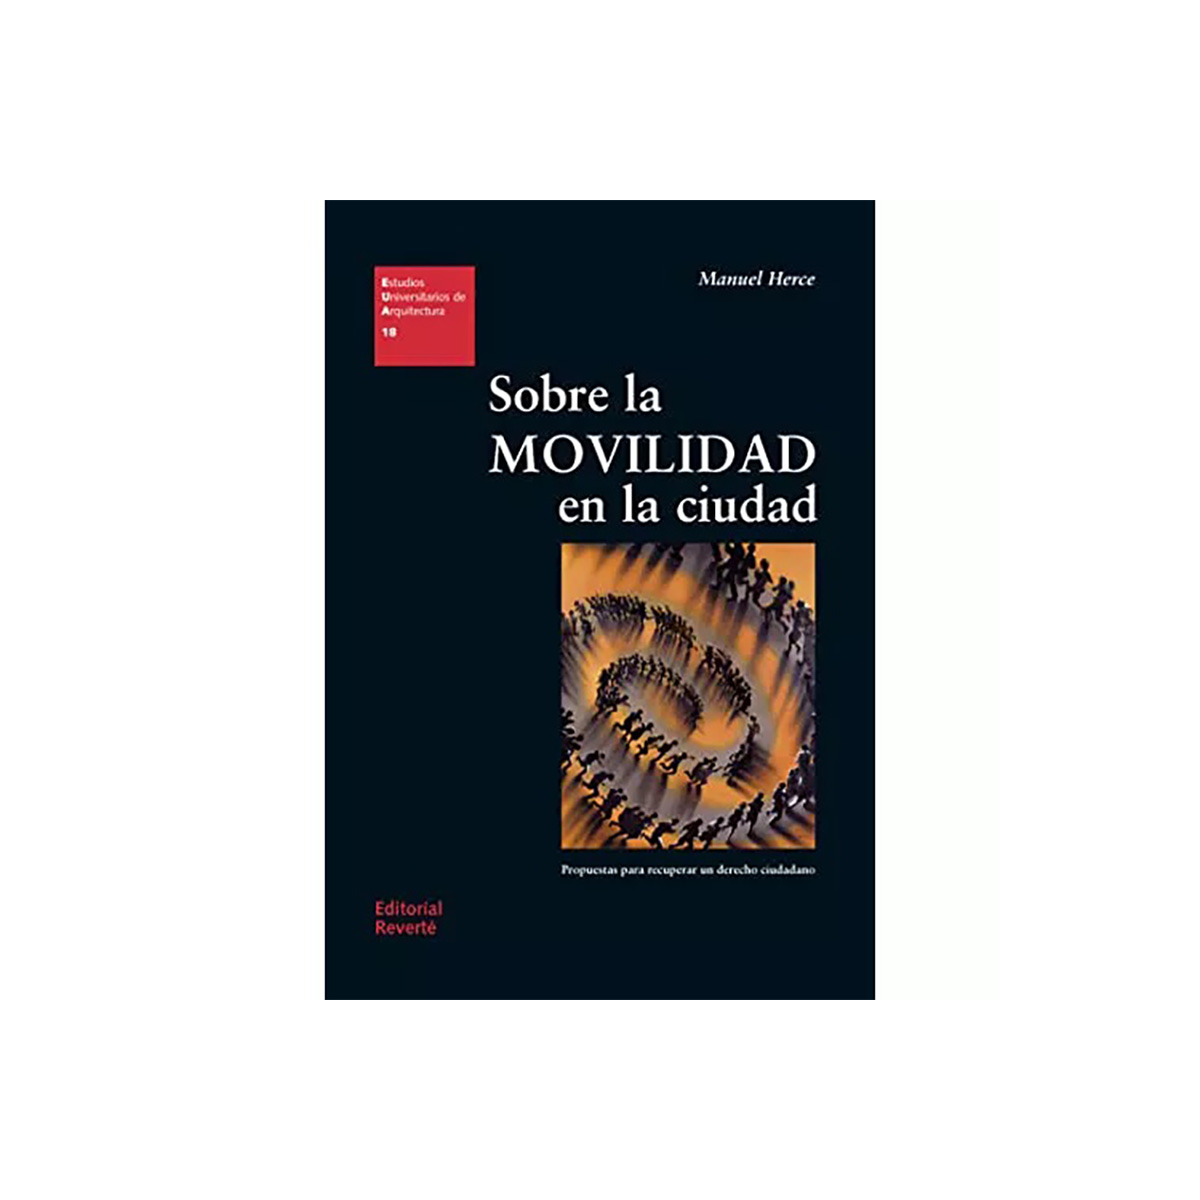 Estudios
Universitarios de
Arquitectura
18
Manuel Herce
Sobre la
MOVILIDAD
en la ciudad
Propuestas para recuperar un derecho ciudadano
Editorial
Reverté